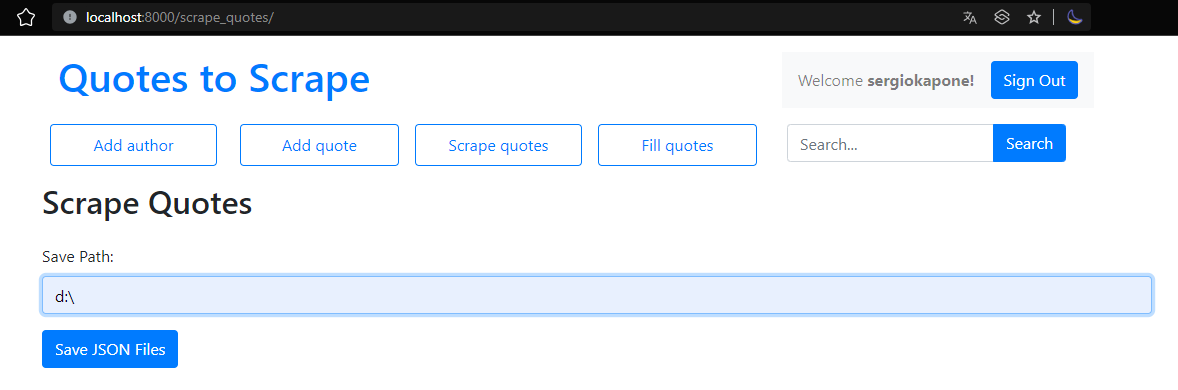 localhost:8000/scrape_quotes/
Quotes to Scrape
Welcome sergiokapone! Sign Out
Add author Add quote Scrape quotes Fill quotes Search... Search
Scrape Quotes
Save Path:
d:\
Save JSON Files